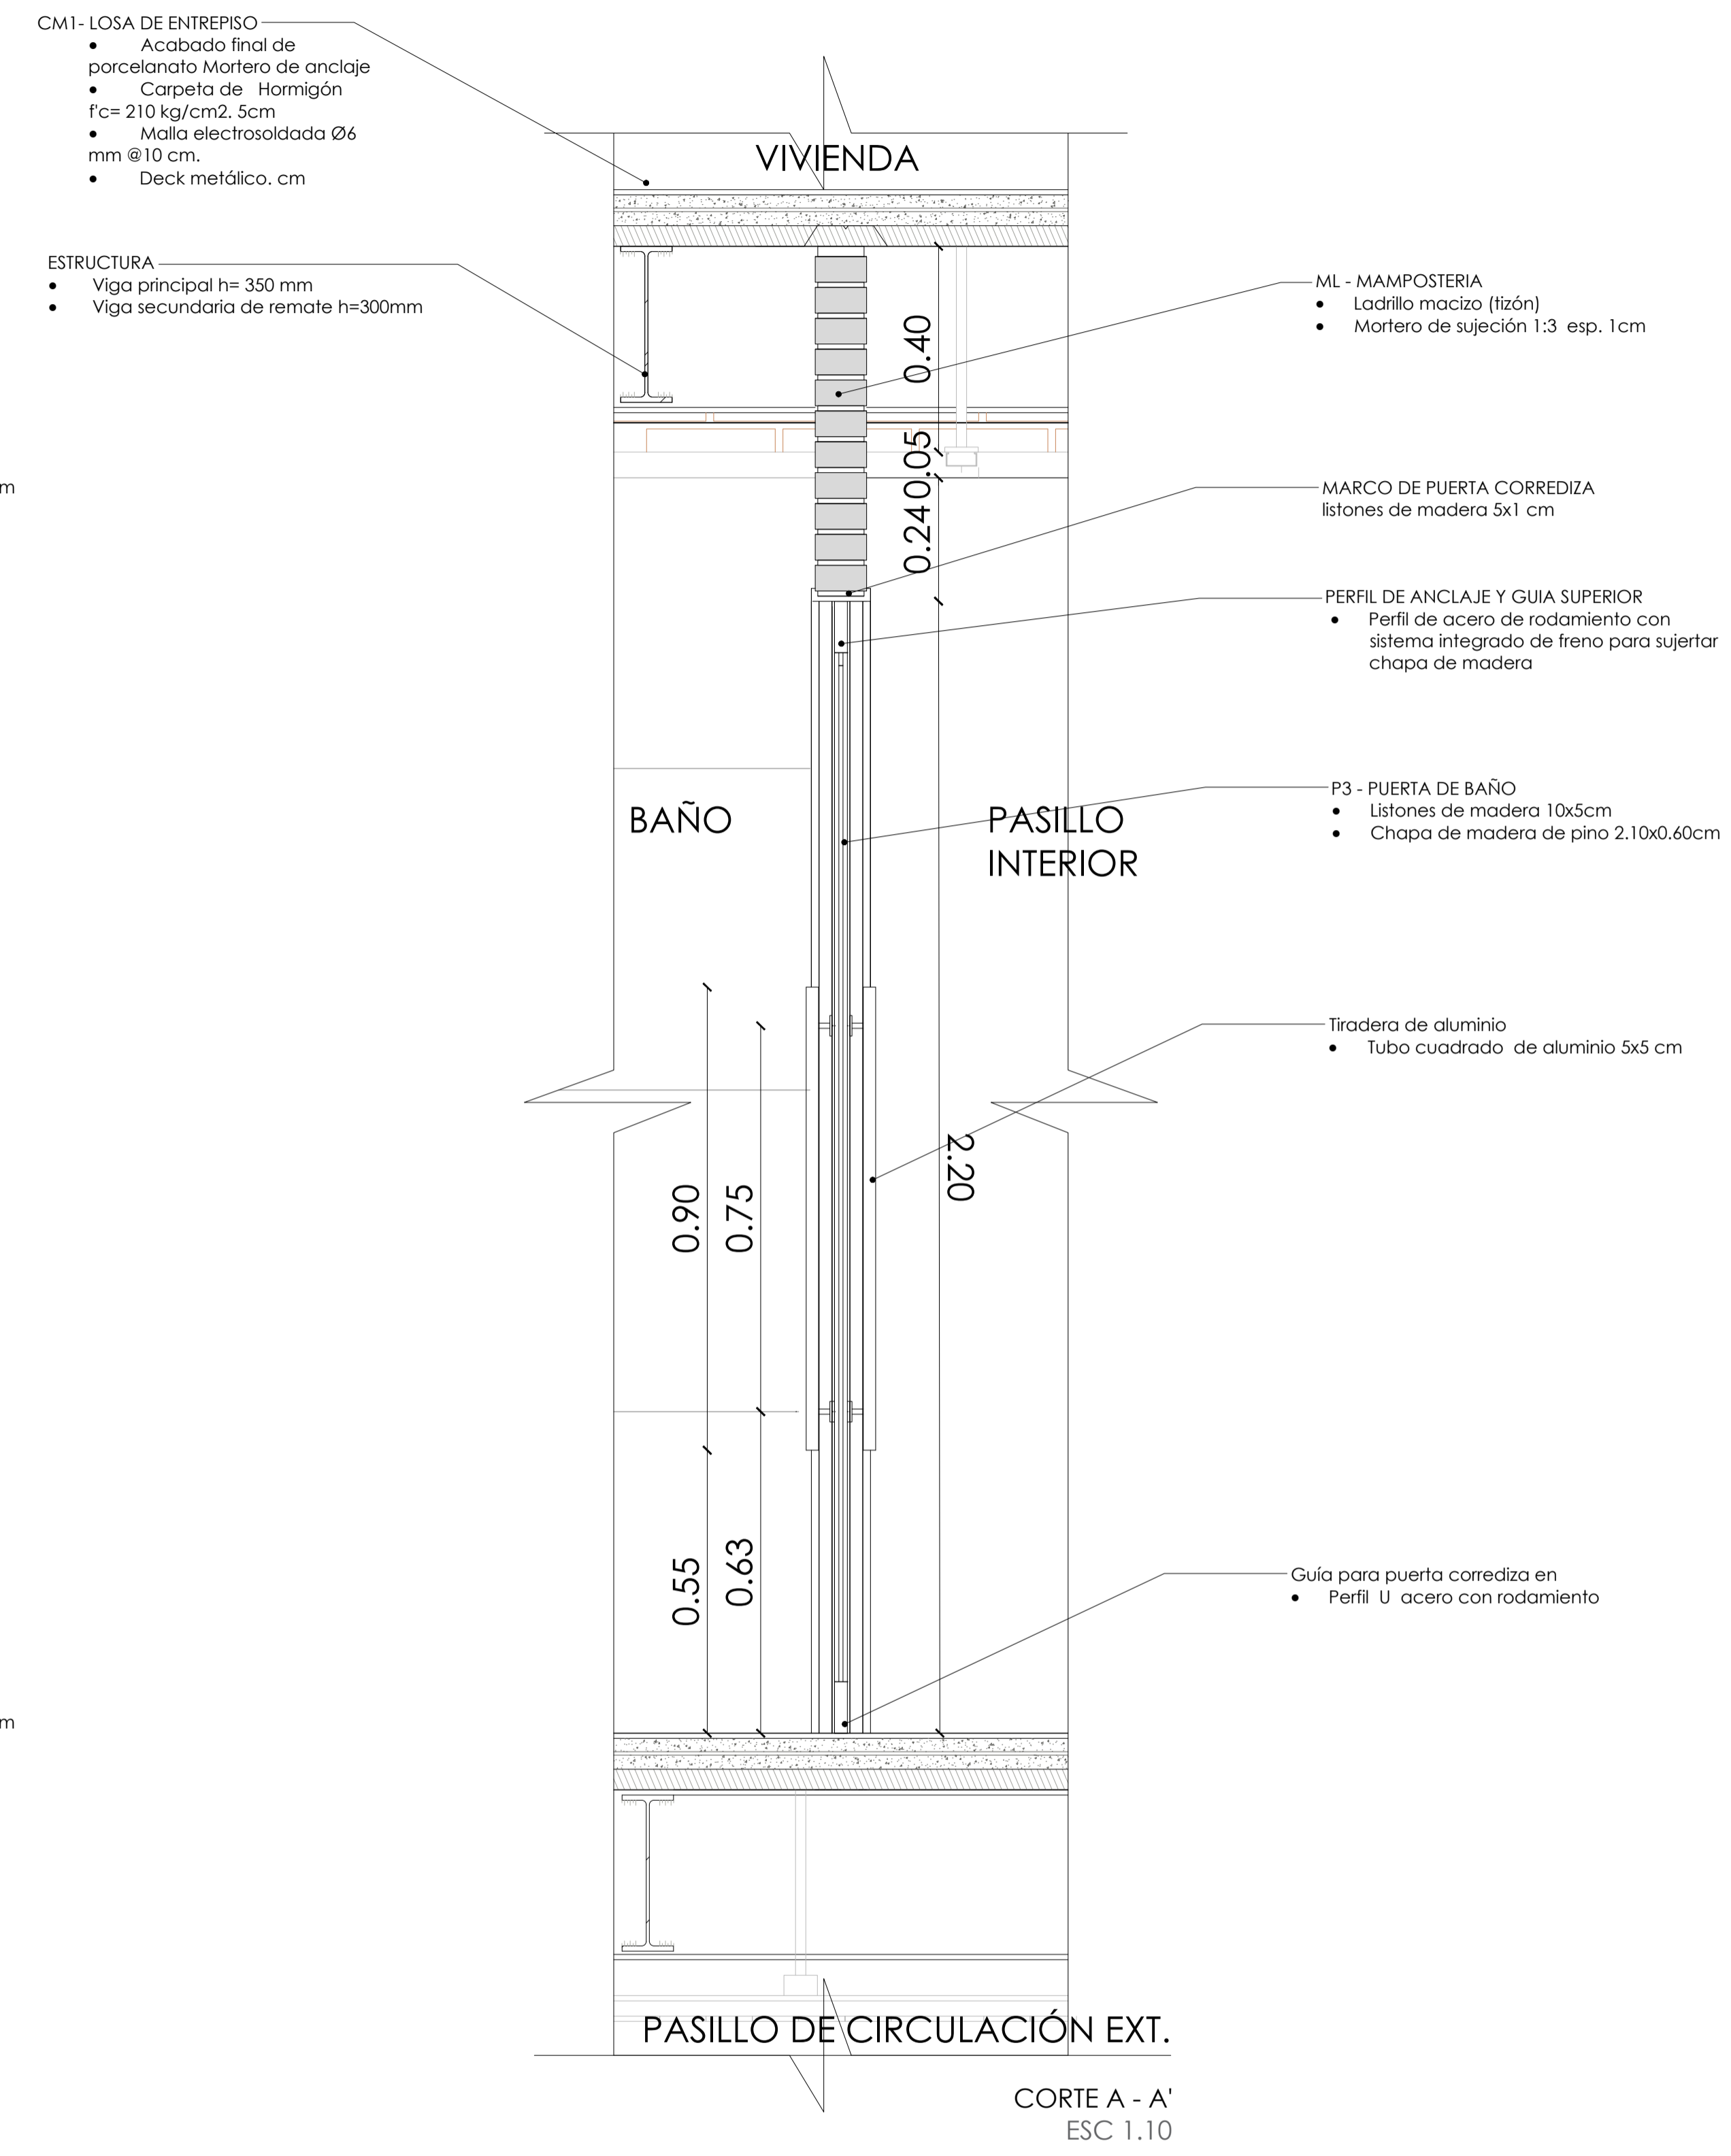 CM1- LOSA DE ENTREPISO
• Acabado final de
porcelanato Mortero de anclaje
• Carpeta de Hormigón
f'c= 210 kg/cm2. 5cm
• Malla electrosoldada Ø6
mm @10 cm.
• Deck metálico. cm
VIVIENDA
ESTRUCTURA
• Viga principal h= 350 mm
• Viga secundaria de remate h=300mm
ML - MAMPOSTERIA
• Ladrillo macizo (tizón)
• Mortero de sujeción 1:3 esp. 1cm
0.40
0.05
0.24
m
MARCO DE PUERTA CORREDIZA
listones de madera 5x1 cm
PERFIL DE ANCLAJE Y GUIA SUPERIOR
• Perfil de acero de rodamiento con
sistema integrado de freno para sujertar
chapa de madera
P3 - PUERTA DE BAÑO
• Listones de madera 10x5cm
• Chapa de madera de pino 2.10x0.60cm
BAÑO
PASILLO
INTERIOR
Tiradera de aluminio
• Tubo cuadrado de aluminio 5x5 cm
2.20
0.90
0.75
0.55
0.63
Guía para puerta corrediza en
• Perfil U acero con rodamiento
m
PASILLO DE CIRCULACIÓN EXT.
CORTE A - A'
ESC 1.10